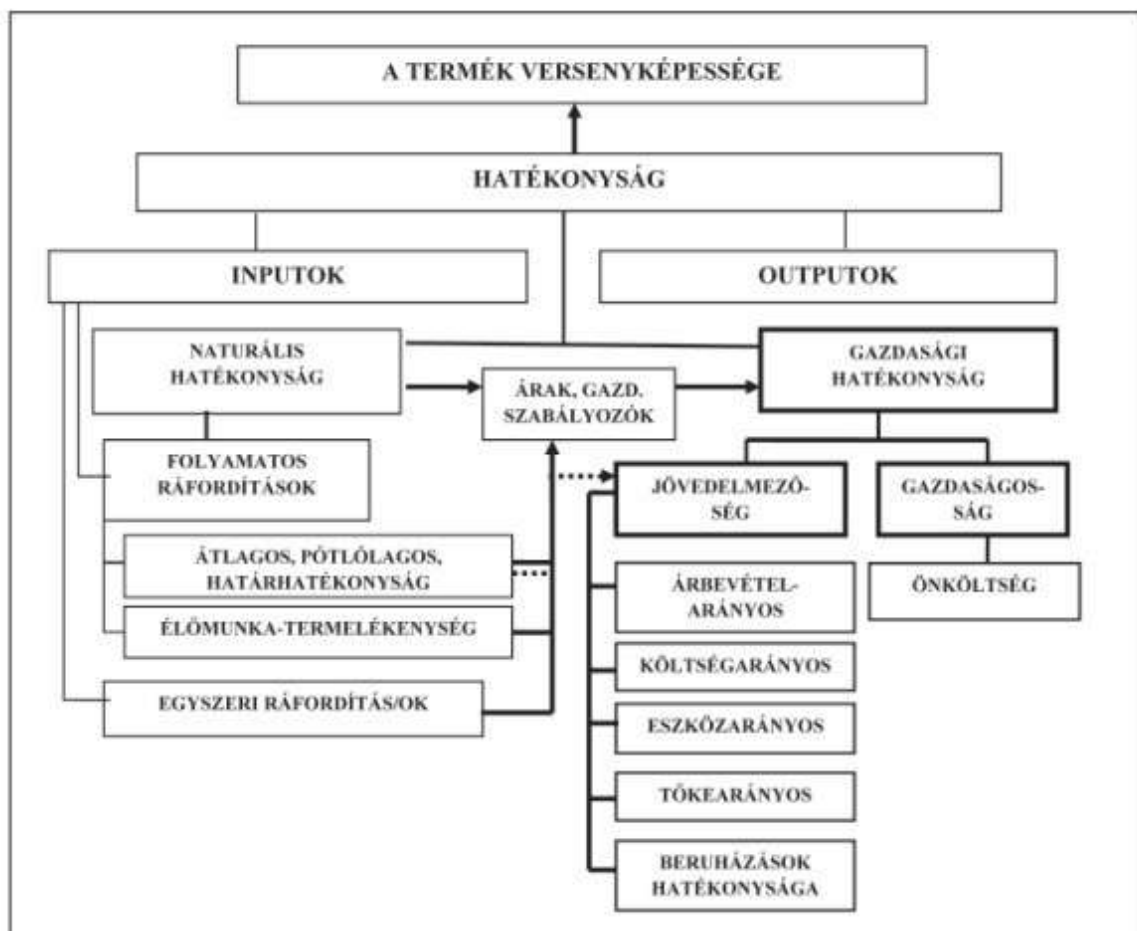 A TERMÉK VERSENYKÉPESSÉGE
HATÉKONYSÁG
INPUTOK
OUTPUTOK
NATURÁLIS
HATÉKONYSÁG
ÁRAK, GAZD.
SZABÁLYOZÓK
GAZDASÁGI
HATÉKONYSÁG
FOLYAMATOS
RÁFORDÍTÁSOK
JÖVEDELMEZŐ-
SÉG
GAZDASÁGOS-
SÁG
ÁTLAGOS, PÓTLÓLAGOS,
HATÁRHATÉKONYSÁG
ÁRBEVÉTEL-
ARÁNYOS
ÖNKÖLTSÉG
ÉLŐMUNKA-TERMELÉKENYSÉG
KÖLTSÉGARÁNYOS
EGYSZERI RÁFORDÍTÁS/OK
ESZKÖZARÁNYOS
TŐKEARÁNYOS
BERUHÁZÁSOK
HATÉKONYSÁGA